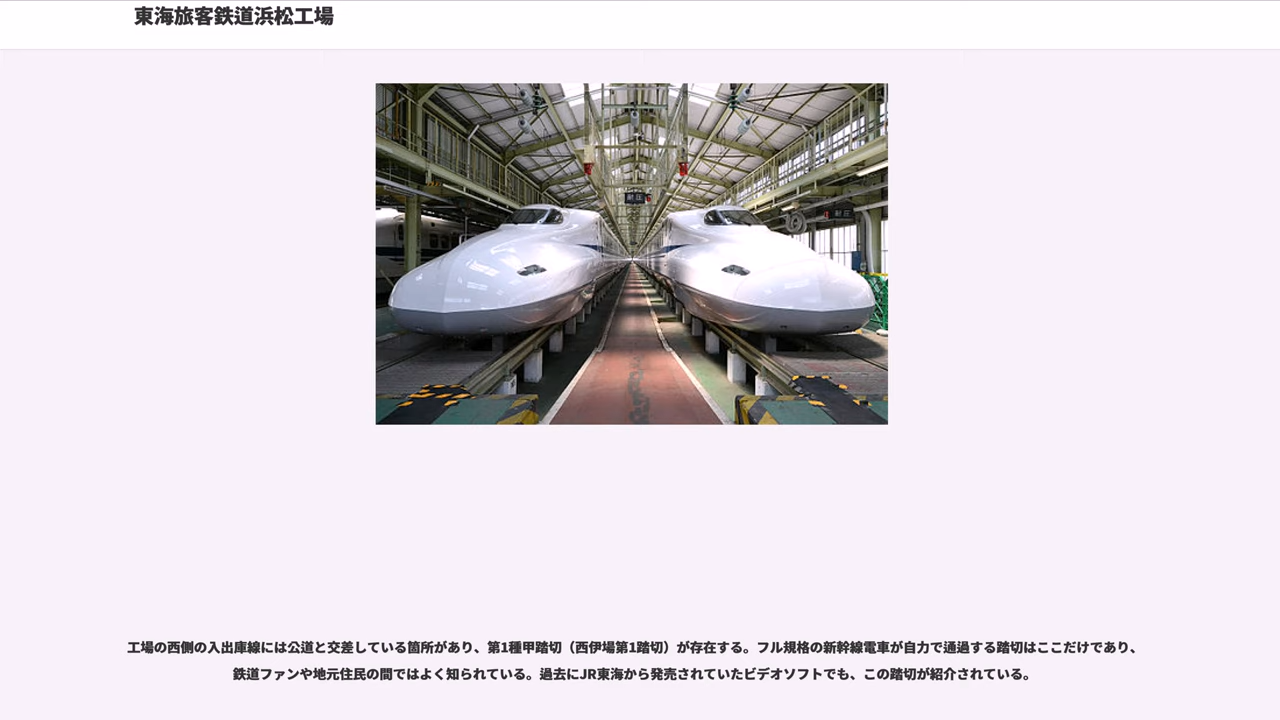 東海旅客鉄道浜松工場
耐圧
耐圧
工場の西側の入出庫線には公道と交差している箇所があり、第1種甲踏切（西伊場第1踏切）が存在する。フル規格の新幹線電車が自力で通過する踏切はここだけであり、
鉄道ファンや地元住民の間ではよく知られている。過去にJR東海から発売されていたビデオソフトでも、この踏切が紹介されている。